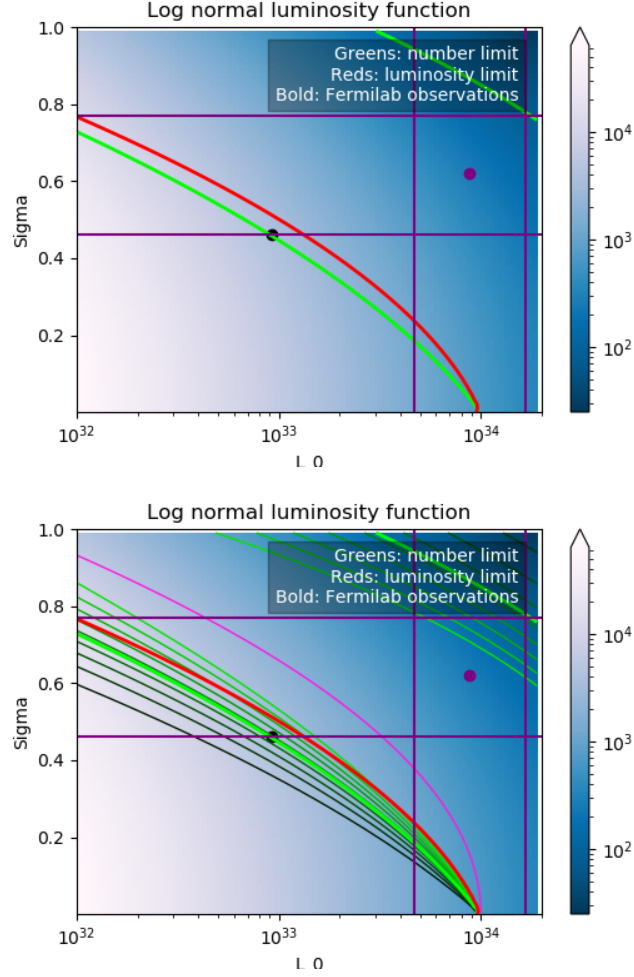 Log normal luminosity function
1.0
Greens: number limit
Reds: luminosity limit
Bold: Fermilab observations
0.8
0.6
0.4
0.2
Sigma
10^32
10^33
10^34
L_0
10^4
10^3
10^2
Log normal luminosity function
1.0
Greens: number limit
Reds: luminosity limit
Bold: Fermilab observations
0.8
0.6
0.4
0.2
Sigma
10^32
10^33
10^34
L_0
10^4
10^3
10^2